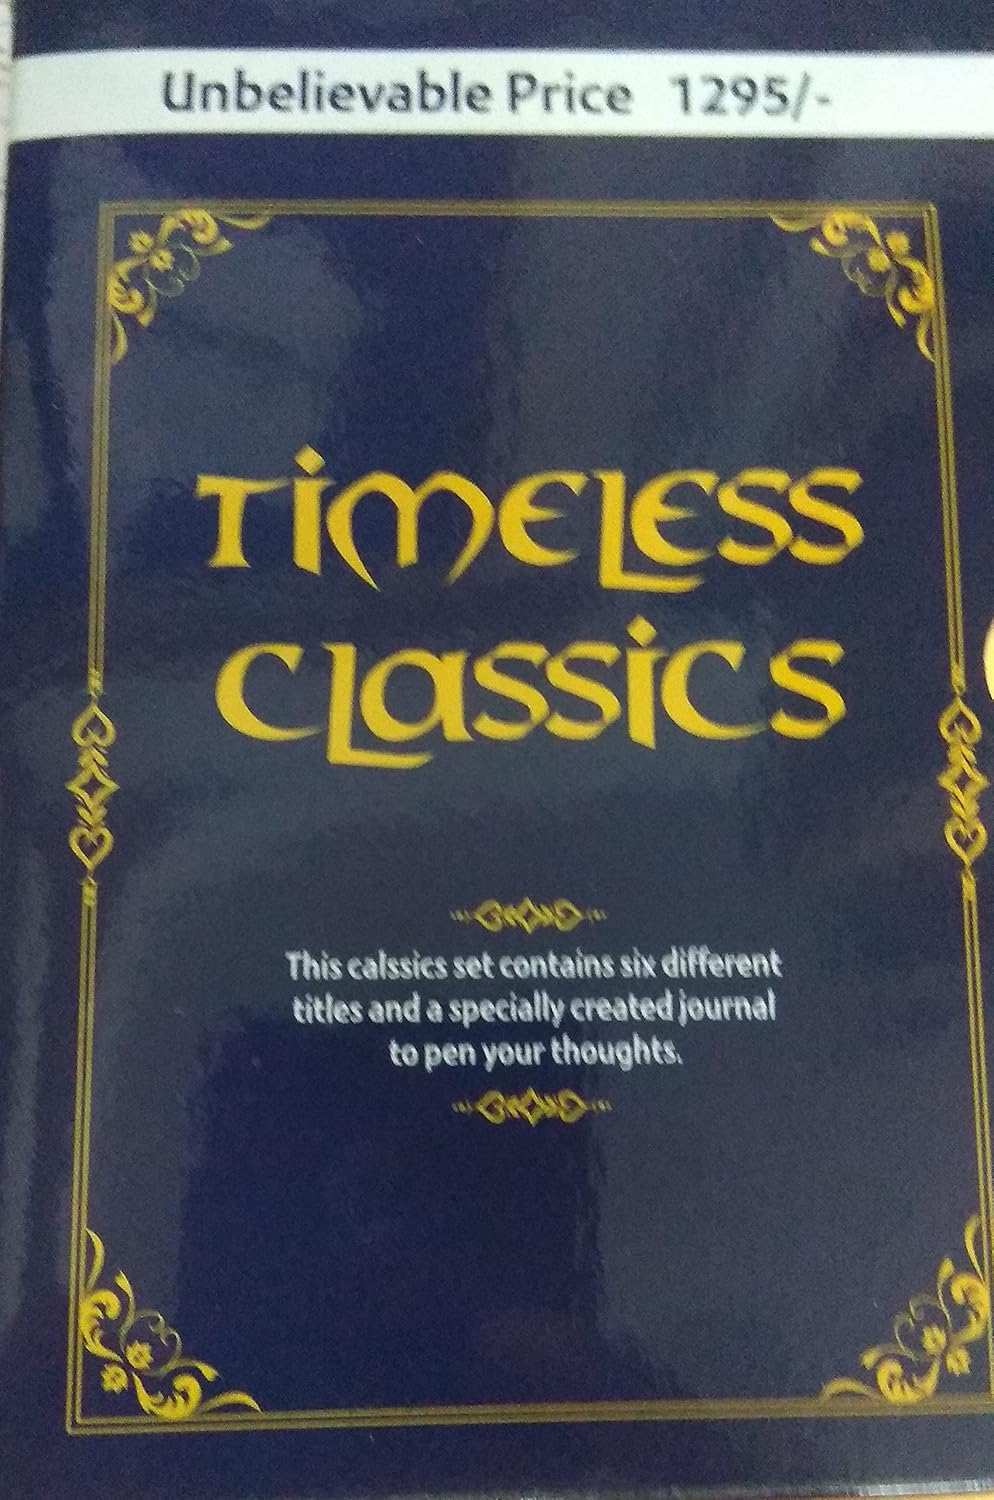 Unbelievable Price 1295/-
Timeless
Classics
This calssics set contains six different
titles and a specially created journal
to pen your thoughts.